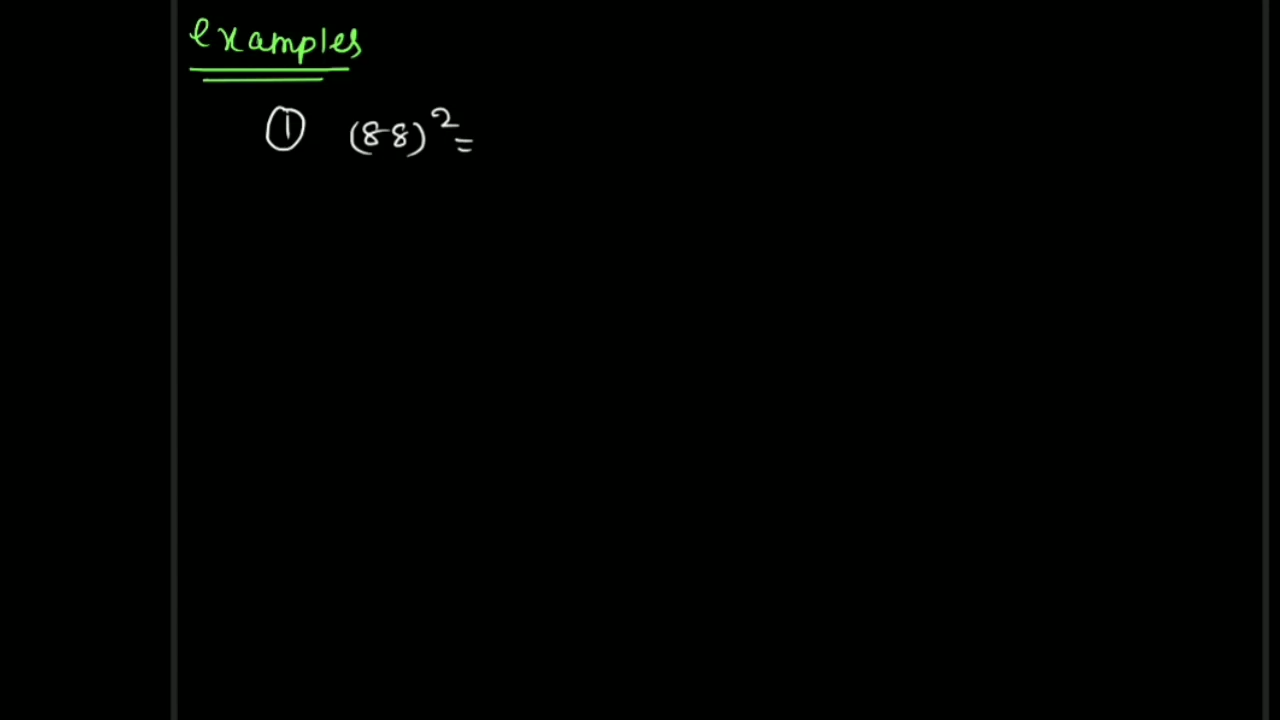 examples
① (88)²=